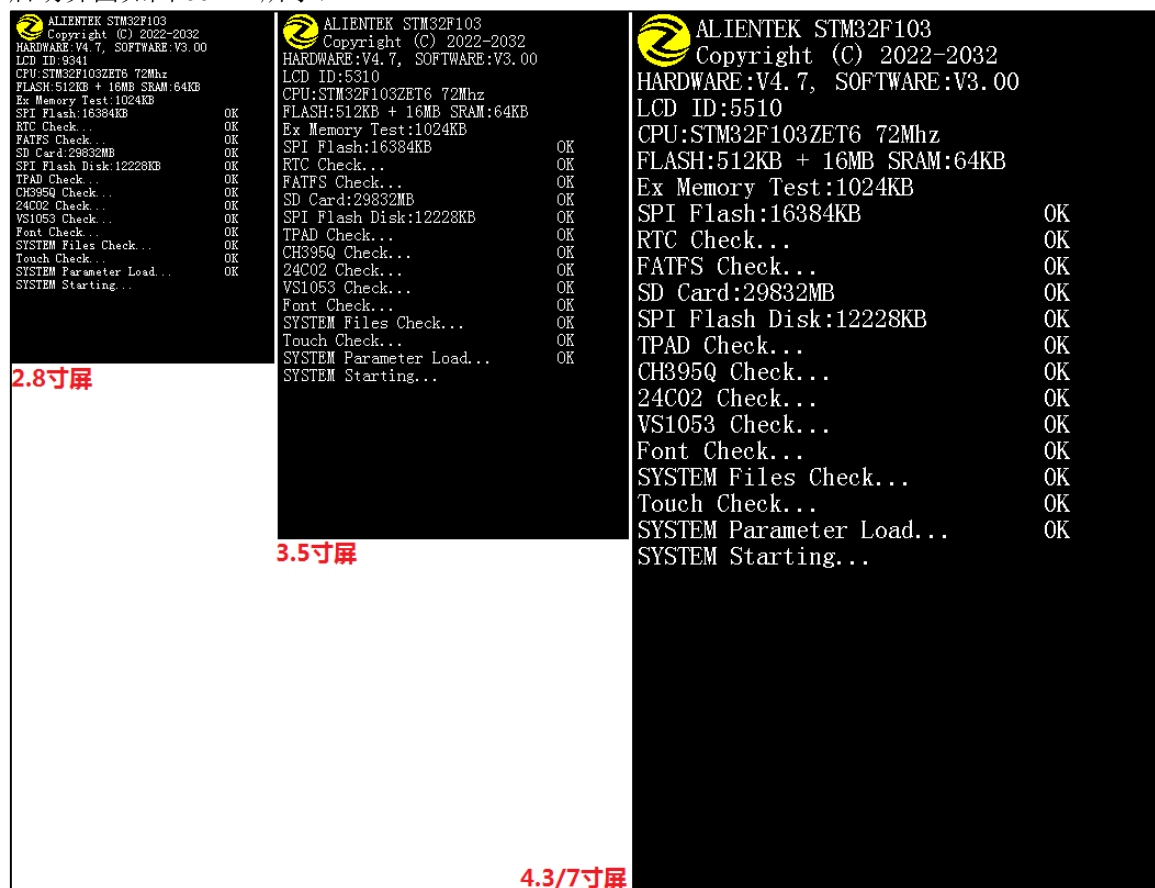 ALIENTEK STM32F103
Copyright (C) 2022-2032
HARDWARE:V4.7, SOFTWARE:V3.00
LCD ID:9341
CPU:STM32F103ZET6 72Mhz
FLASH:512KB + 16MB SRAM:64KB
Ex Memory Test:1024KB
SPI Flash:16384KB OK
RTC Check... OK
FATFS Check... OK
SD Card:29832MB OK
SPI Flash Disk:12228KB OK
TPAD Check... OK
CH395Q Check... OK
24C02 Check... OK
VS1053 Check... OK
Font Check... OK
SYSTEM Files Check... OK
Touch Check... OK
SYSTEM Parameter Load... OK
SYSTEM Starting...
2.8寸屏
ALIENTEK STM32F103
Copyright (C) 2022-2032
HARDWARE:V4.7, SOFTWARE:V3.00
LCD ID:5310
CPU:STM32F103ZET6 72Mhz
FLASH:512KB + 16MB SRAM:64KB
Ex Memory Test:1024KB
SPI Flash:16384KB OK
RTC Check... OK
FATFS Check... OK
SD Card:29832MB OK
SPI Flash Disk:12228KB OK
TPAD Check... OK
CH395Q Check... OK
24C02 Check... OK
VS1053 Check... OK
Font Check... OK
SYSTEM Files Check... OK
Touch Check... OK
SYSTEM Parameter Load... OK
SYSTEM Starting...
3.5寸屏
ALIENTEK STM32F103
Copyright (C) 2022-2032
HARDWARE:V4.7, SOFTWARE:V3.00
LCD ID:5510
CPU:STM32F103ZET6 72Mhz
FLASH:512KB + 16MB SRAM:64KB
Ex Memory Test:1024KB
SPI Flash:16384KB OK
RTC Check... OK
FATFS Check... OK
SD Card:29832MB OK
SPI Flash Disk:12228KB OK
TPAD Check... OK
CH395Q Check... OK
24C02 Check... OK
VS1053 Check... OK
Font Check... OK
SYSTEM Files Check... OK
Touch Check... OK
SYSTEM Parameter Load... OK
SYSTEM Starting...
4.3/7寸屏